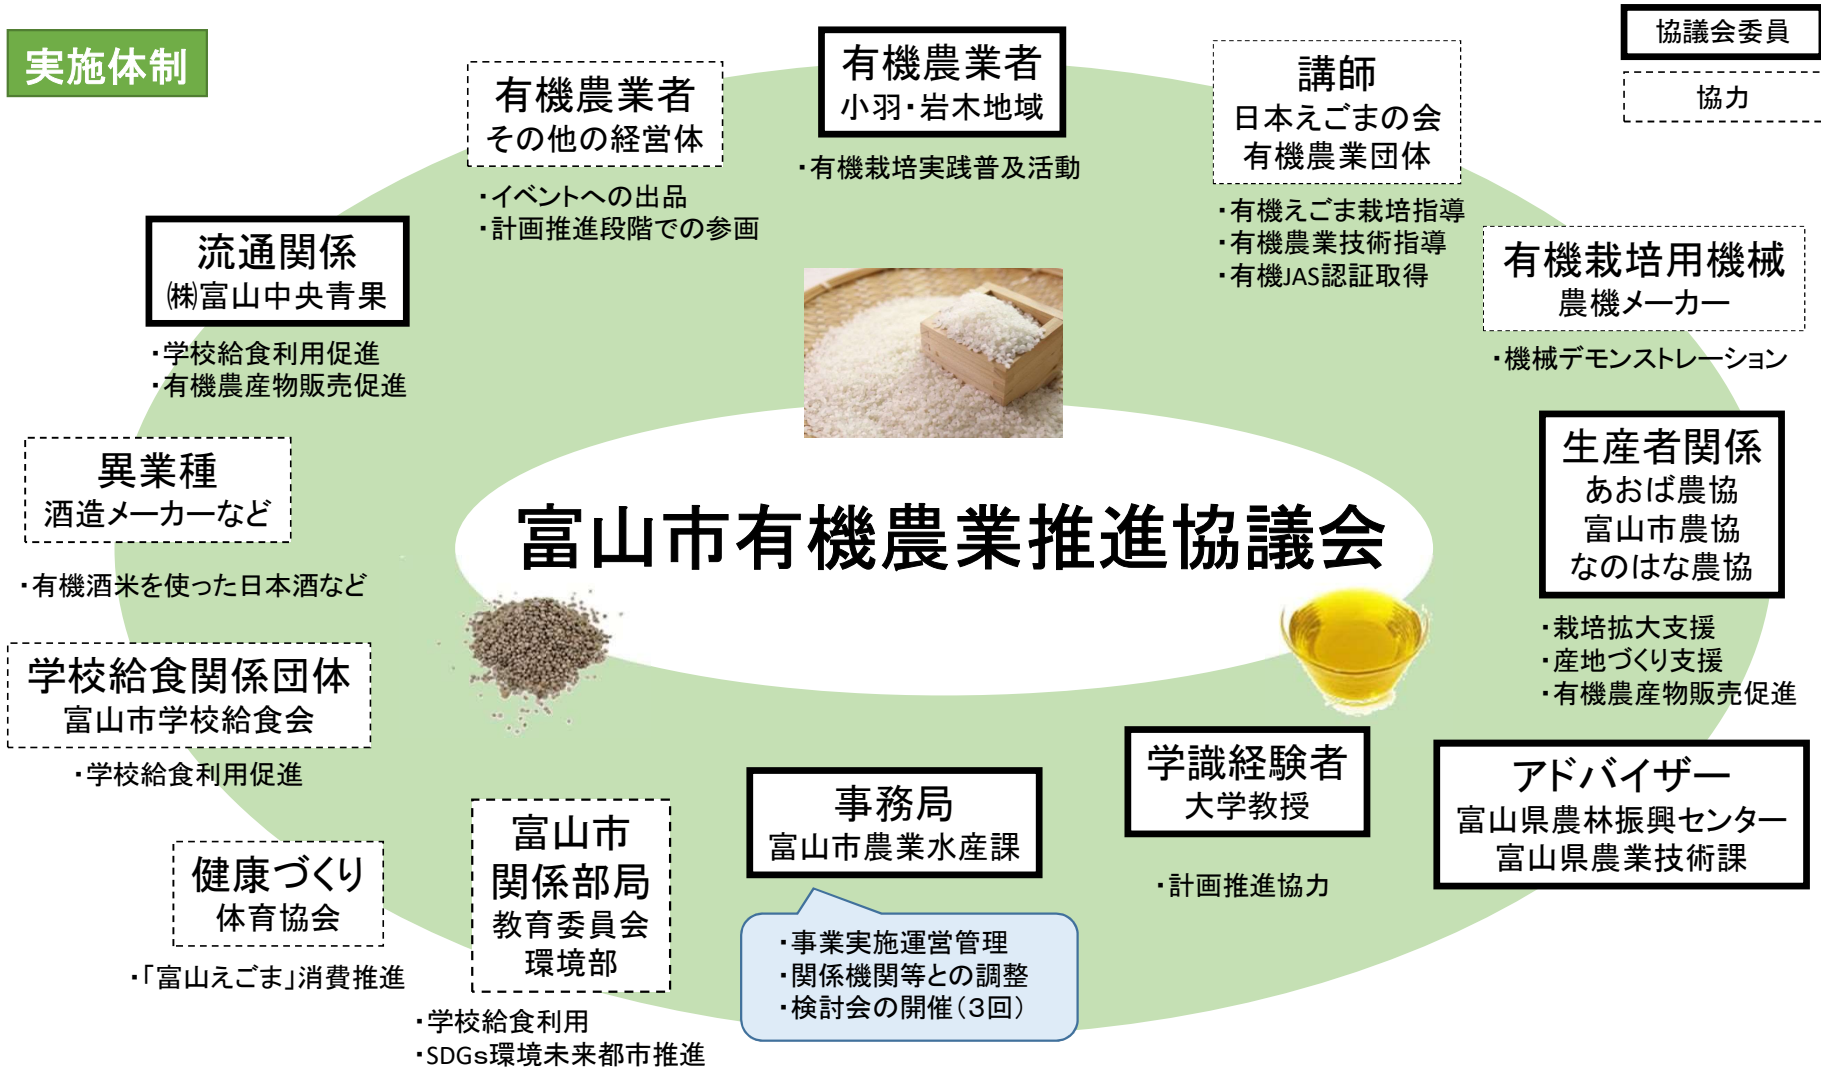 実施体制
協議会委員
協力
有機農業者
その他の経営体
・イベントへの出品
・計画推進段階での参画
有機農業者
小羽・岩木地域
・有機栽培実践普及活動
講師
日本えごまの会
有機農業団体
・有機えごま栽培指導
・有機農業技術指導
・有機JAS認証取得
流通関係
㈱富山中央青果
・学校給食利用促進
・有機農産物販売促進
有機栽培用機械
農機メーカー
・機械デモンストレーション
異業種
酒造メーカーなど
・有機酒米を使った日本酒など
富山市有機農業推進協議会
生産者関係
あおば農協
富山市農協
なのはな農協
・栽培拡大支援
・産地づくり支援
・有機農産物販売促進
学校給食関係団体
富山市学校給食会
・学校給食利用促進
健康づくり
体育協会
・「富山えごま」消費推進
富山市
関係部局
教育委員会
環境部
・学校給食利用
・SDGs環境未来都市推進
事務局
富山市農業水産課
・事業実施運営管理
・関係機関等との調整
・検討会の開催（３回）
学識経験者
大学教授
・計画推進協力
アドバイザー
富山県農林振興センター
富山県農業技術課